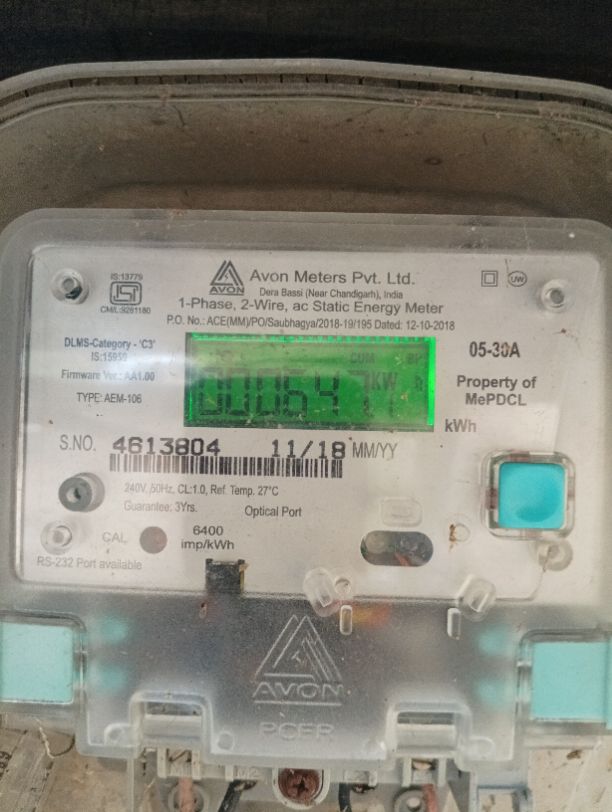 IS:13779
ISI
CM/L:9261180
AVON
Avon Meters Pvt. Ltd.
Dera Bassi (Near Chandigarh), India
UW
1-Phase, 2-Wire, ac Static Energy Meter
P.O. No.: ACE(MM)/PO/Saubhagya/2018-19/195 Dated: 12-10-2018
DLMS-Category - 'C3'
IS:15959
Firmware Ver.: AA1.00
TYPE: AEM-106
CUM
KW h
05-30A
Property of
MePDCL
kWh
S.NO. 4613804 11/18 MM/YY
240V, 50Hz, CL:1.0, Ref. Temp. 27°C
Guarantee: 3Yrs.
Optical Port
CAL
6400
imp/kWh
RS-232 Port available
AVON